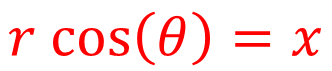 r cos(θ) = x